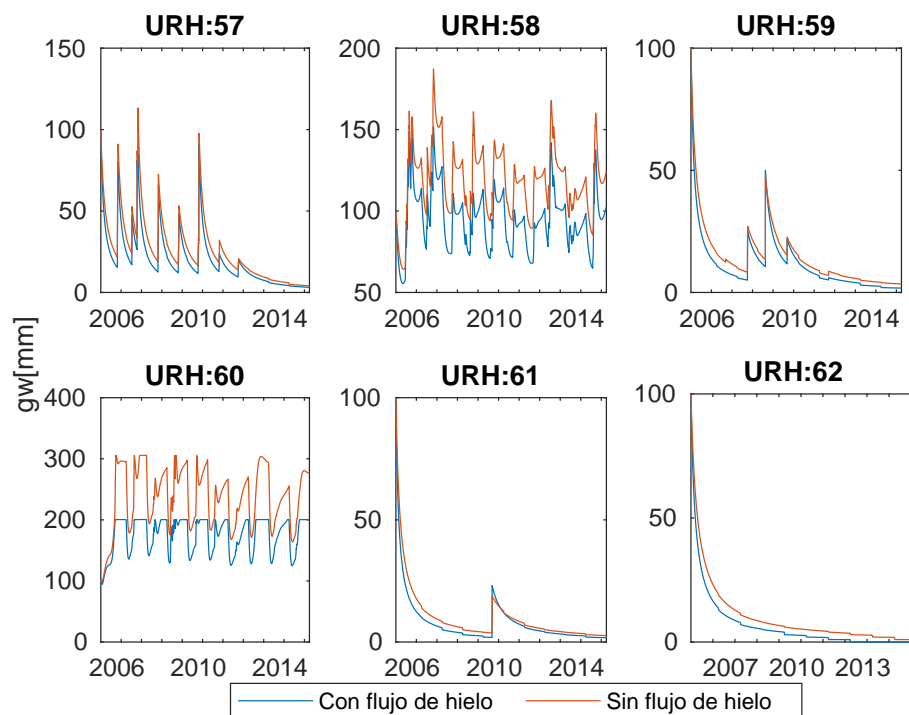 URH:57 URH:58 URH:59
150 200 100
100 150
50 100 50
0 50 0
2006 2010 2014 2006 2010 2014 2006 2010 2014
gw[mm]
URH:60 URH:61 URH:62
400 100 100
300
200 50 50
100
0 0 0
2006 2010 2014 2006 2010 2014 2007 2010 2013
Con flujo de hielo Sin flujo de hielo